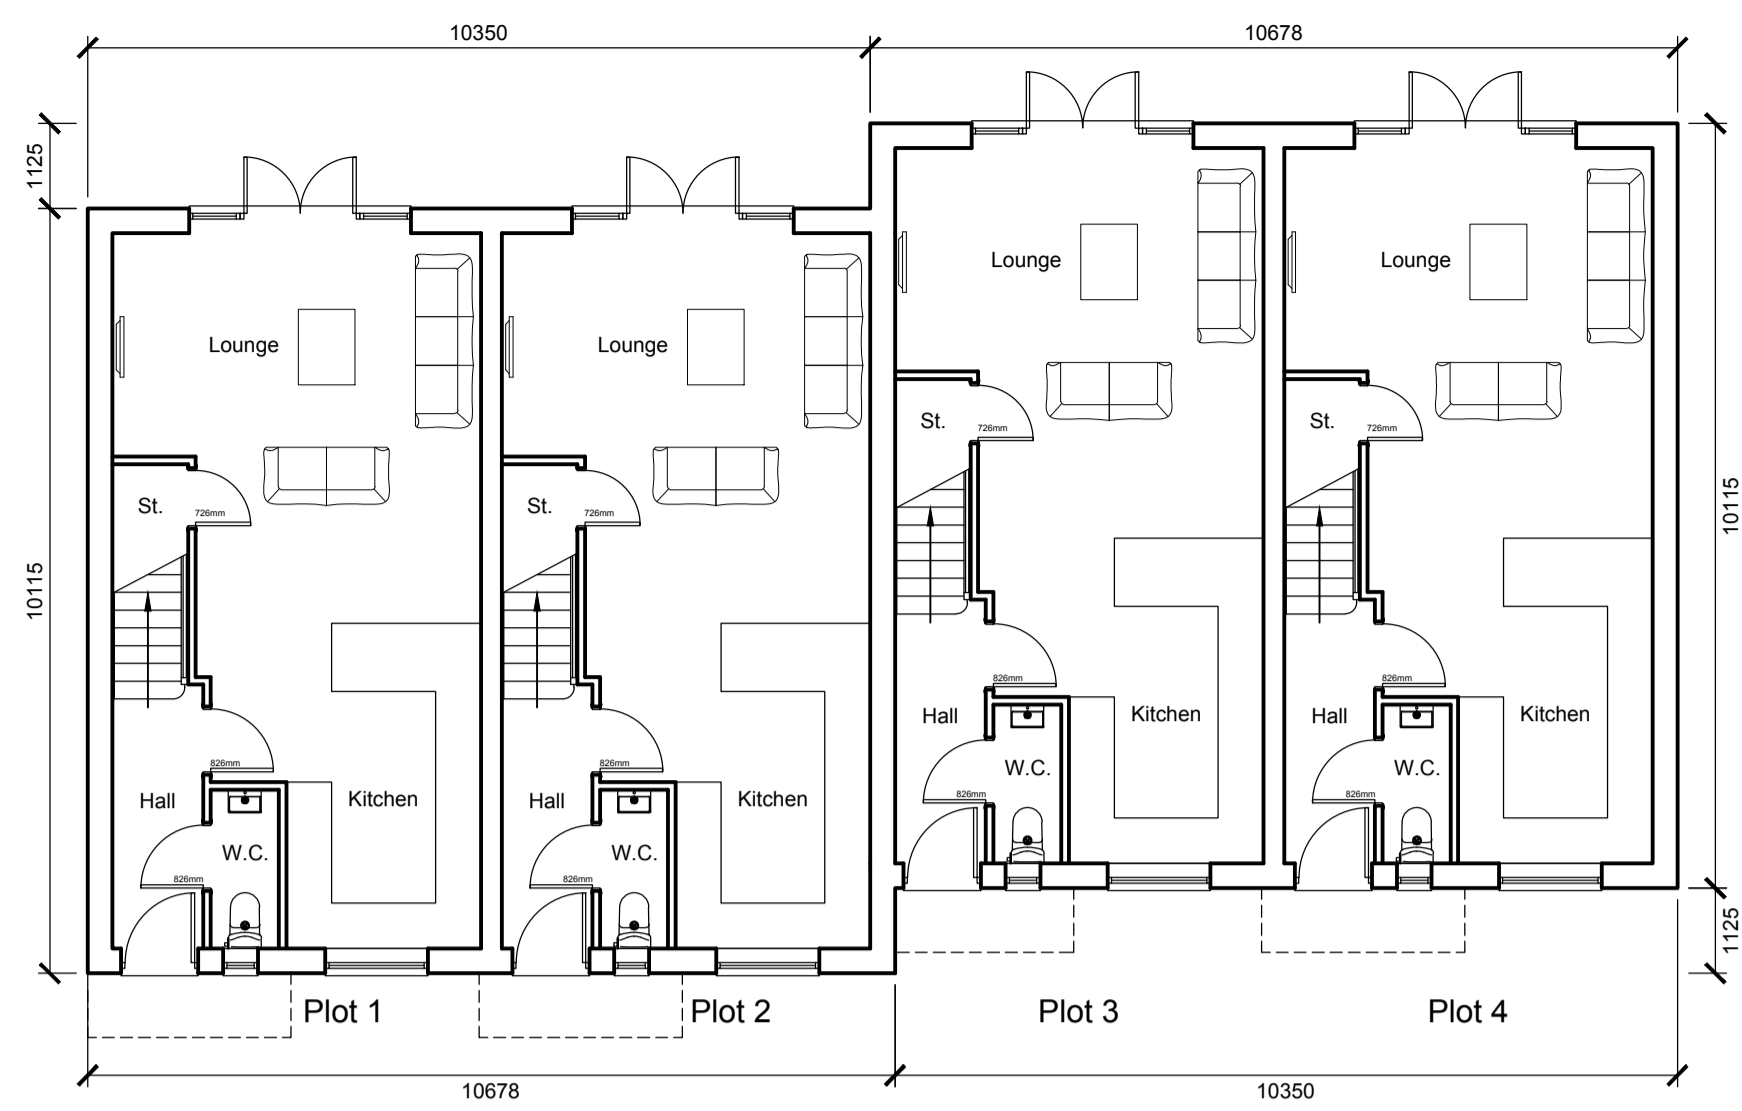 10350
10678
1125
Lounge
Lounge
Lounge
Lounge
St.
726mm
St.
726mm
St.
726mm
St.
726mm
10115
10115
826mm
826mm
Hall
W.C.
Kitchen
Hall
W.C.
Kitchen
826mm
826mm
826mm
826mm
Hall
W.C.
Kitchen
Hall
W.C.
Kitchen
826mm
826mm
1125
Plot 1
Plot 2
Plot 3
Plot 4
10678
10350